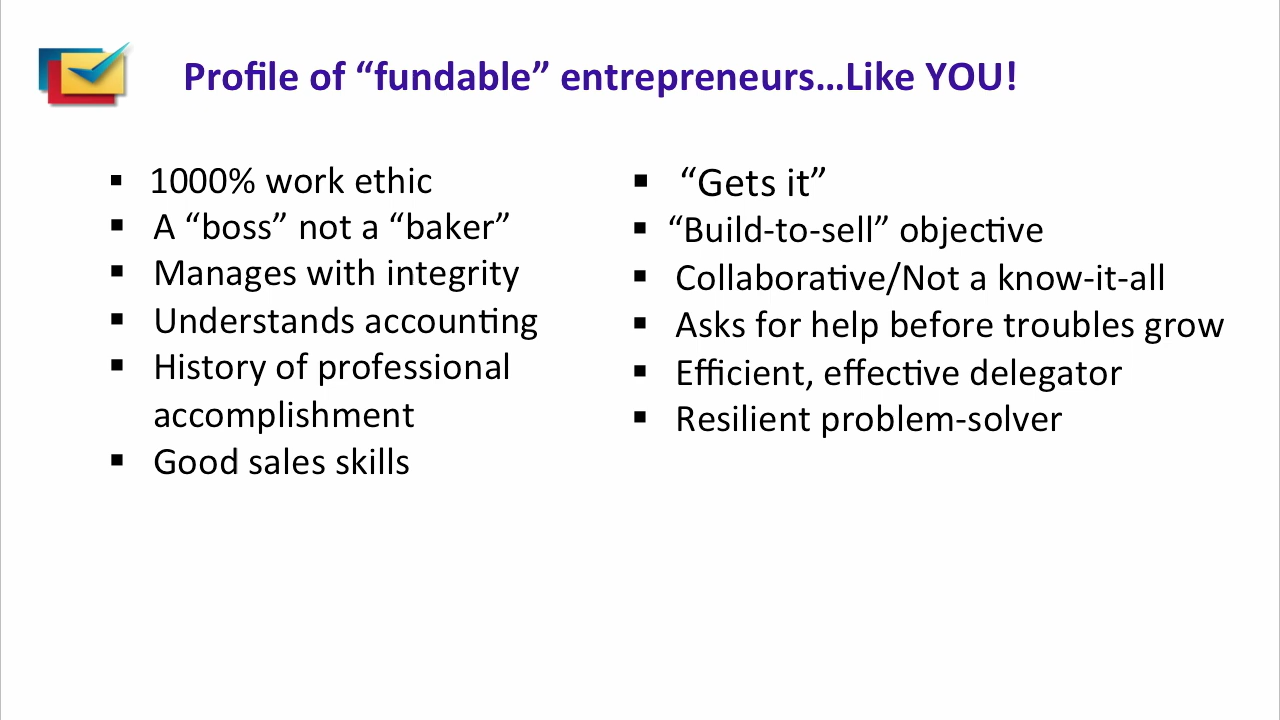 Profile of “fundable” entrepreneurs…Like YOU!
▪ 1000% work ethic
▪ A “boss” not a “baker”
▪ Manages with integrity
▪ Understands accounting
▪ History of professional
accomplishment
▪ Good sales skills
▪ “Gets it”
▪ “Build-to-sell” objective
▪ Collaborative/Not a know-it-all
▪ Asks for help before troubles grow
▪ Efficient, effective delegator
▪ Resilient problem-solver